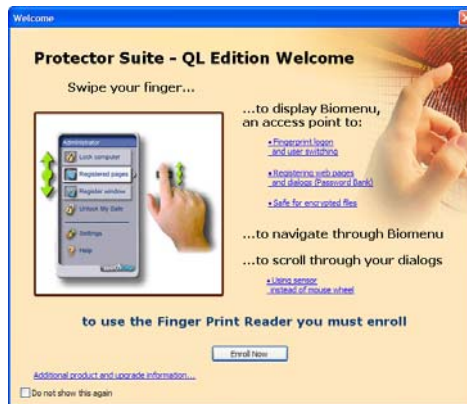 Welcome
Protector Suite - QL Edition Welcome
Swipe your finger...
...to display Biomenu,
an access point to:
• Fingerprint logon
and user switching
• Registering web pages
and dialogs (Password Bank)
• Safe for encrypted files
Administrator
Lock computer
Registered pages
Register window
Unlock My Safe
Settings
Help
...to navigate through Biomenu
...to scroll through your dialogs
• Using sensor
instead of mouse wheel
to use the Finger Print Reader you must enroll
Enroll Now
Additional product and upgrade information...
Do not show this again